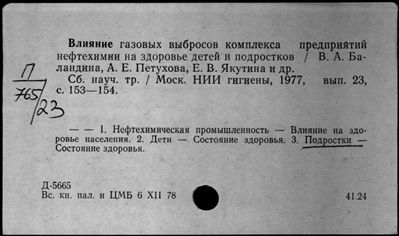 Влияние газовых выбросов комплекса предприятий
нефтехимии на здоровье детей и подростков / В. А. Ба-
ландина, А. Е. Петухова, Е. В. Якутина и др.
Сб. науч. тр. / Моск. НИИ гигиены, 1977, вып. 23,
с. 153—154.
П
765/23
— — 1. Нефтехимическая промышленность — Влияние на здо-
ровье населения. 2. Дети — Состояние здоровья. 3. Подростки —
Состояние здоровья.
Д-5665
Вс. кн. пал. и ЦМБ 6 XII 78
41.24